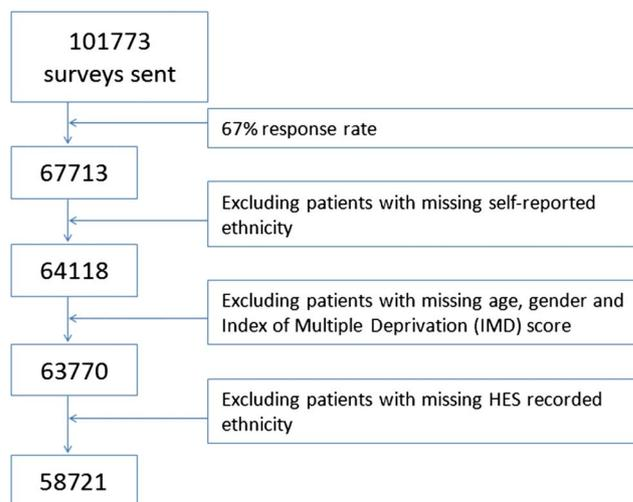 101773
surveys sent
67% response rate
67713
Excluding patients with missing self-reported
ethnicity
64118
Excluding patients with missing age, gender and
Index of Multiple Deprivation (IMD) score
63770
Excluding patients with missing HES recorded
ethnicity
58721